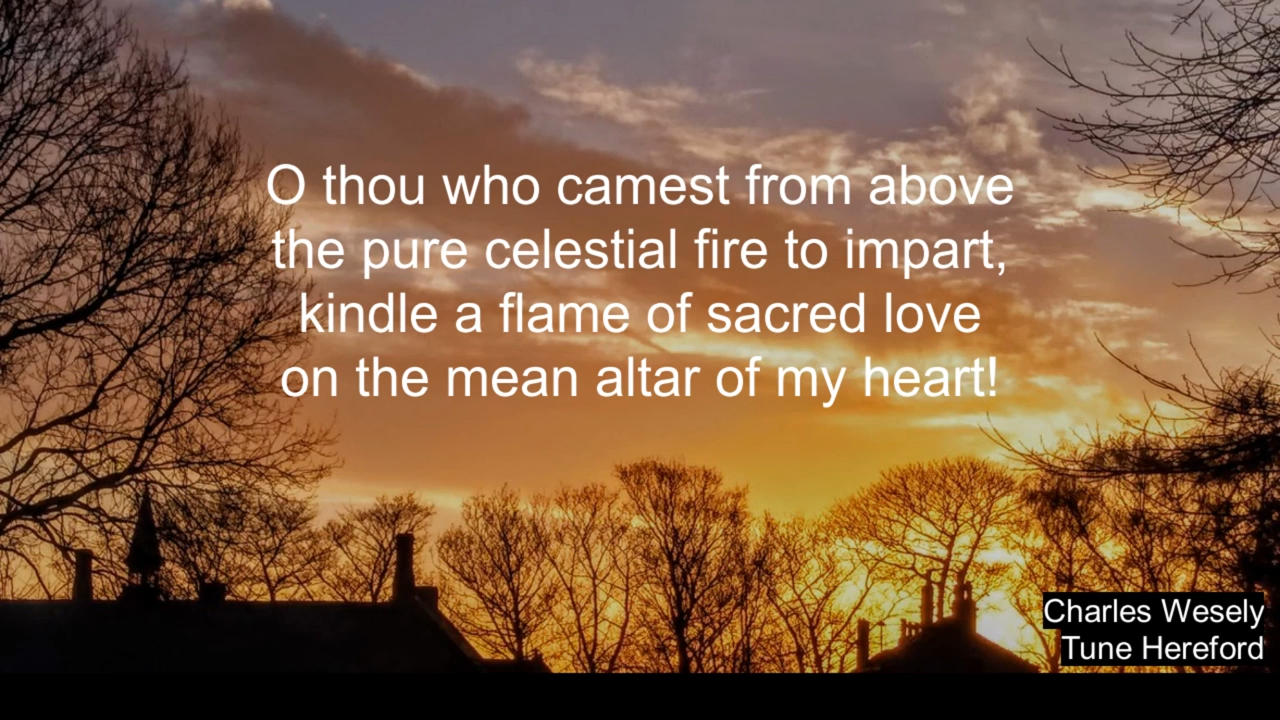 O thou who camest from above
the pure celestial fire to impart,
kindle a flame of sacred love
on the mean altar of my heart!
Charles Wesely
Tune Hereford